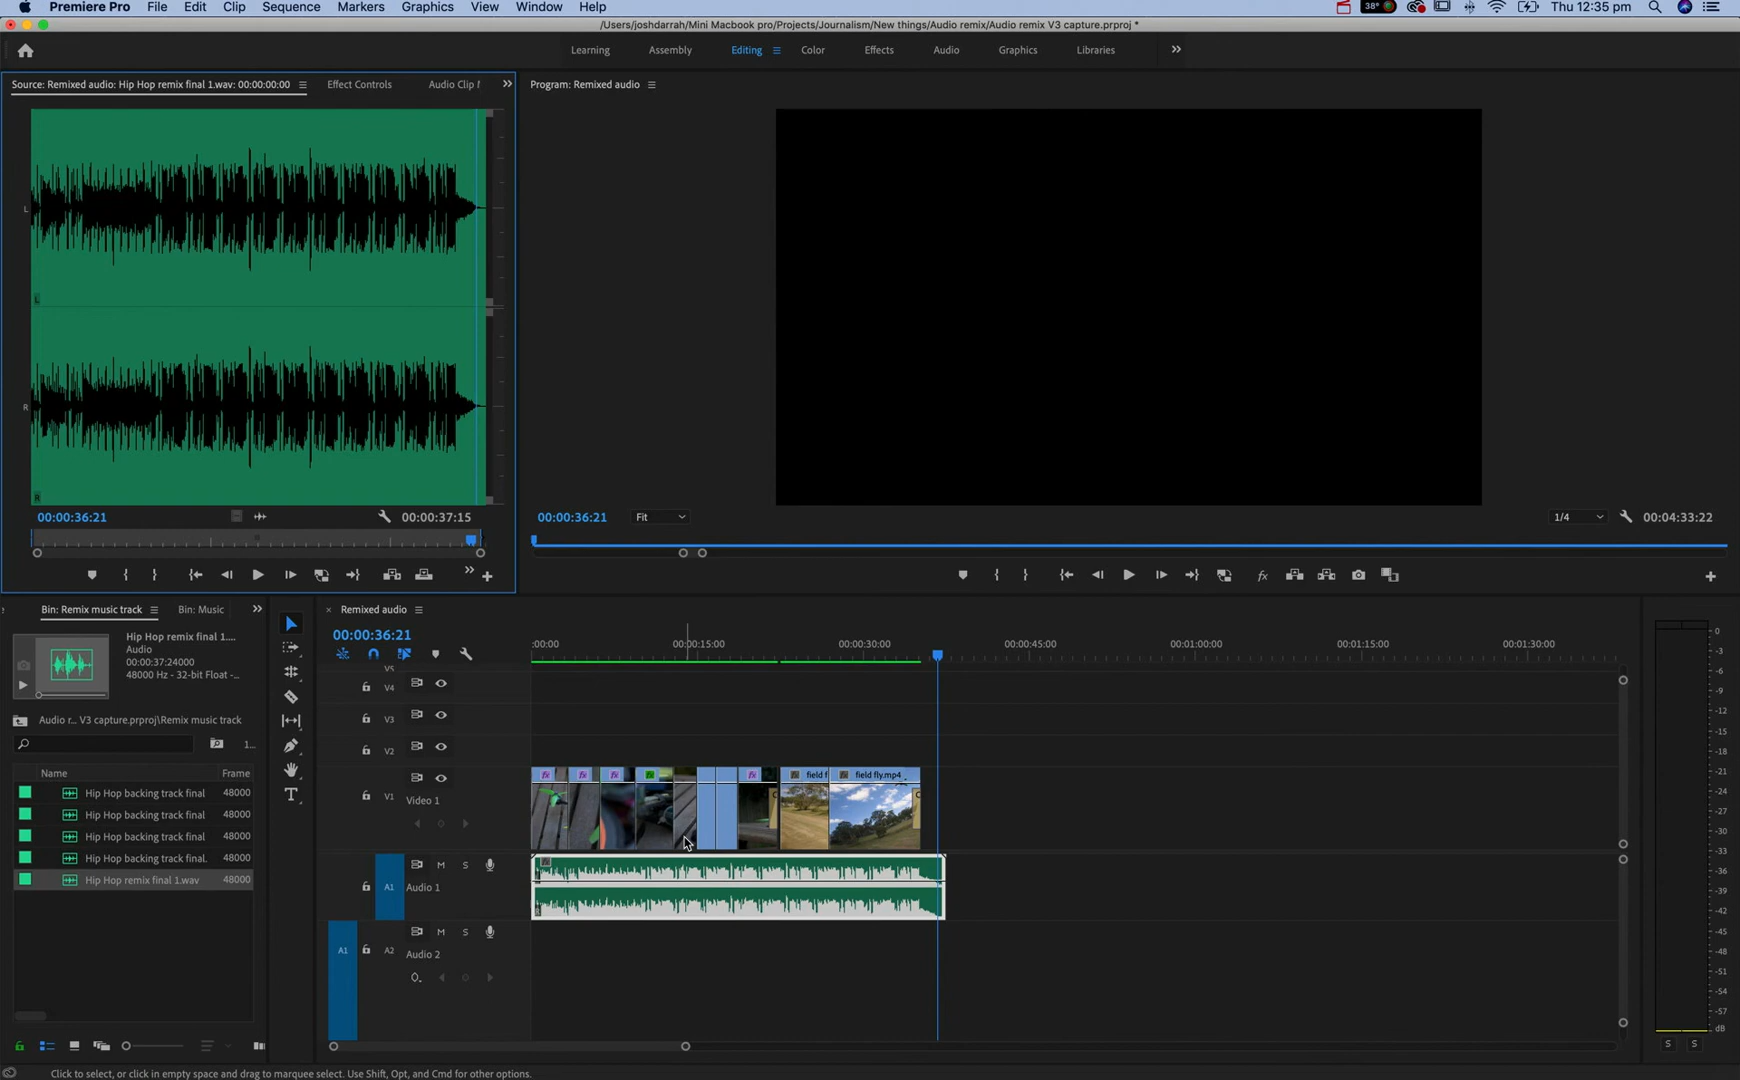 Premiere Pro File Edit Clip Sequence Markers Graphics View Window Help 38° Thu 12:35 pm
/Users/joshdarrah/Mini Macbook pro/Projects/Journalism/New things/Audio remix/Audio remix V3 capture.prproj *
Learning Assembly Editing Color Effects Audio Graphics Libraries
Source: Remixed audio: Hip Hop remix final 1.wav: 00:00:00:00 Effect Controls Audio Clip
Program: Remixed audio
L
L
R
R
00:00:36:21 00:00:37:15
00:00:36:21 Fit 1/4 00:04:33:22
Bin: Remix music track Bin: Music
Hip Hop remix final 1....
Audio
00:00:37:24000
48000 Hz - 32-bit Float -...
Audio r... V3 capture.prproj\Remix music track
1...
Name Frame
Hip Hop backing track final 48000
Hip Hop backing track final 48000
Hip Hop backing track final 48000
Hip Hop backing track final. 48000
Hip Hop remix final 1.wav 48000
Remixed audio
00:00:36:21
:00:00 00:00:15:00 00:00:30:00 00:00:45:00 00:01:00:00 00:01:15:00 00:01:30:00
V5
V4
V3
V2
V1 Video 1
fx fx fx fx fx fx field f fx field fly.mp4
A1 M S
Audio 1
A1 A2 M S
Audio 2
0
-3
-6
-9
-12
-15
-18
-21
-24
-27
-30
-33
-36
-39
-42
-45
-48
-51
-54
-57
dB
S S
Click to select, or click in empty space and drag to marquee select. Use Shift, Opt, and Cmd for other options.